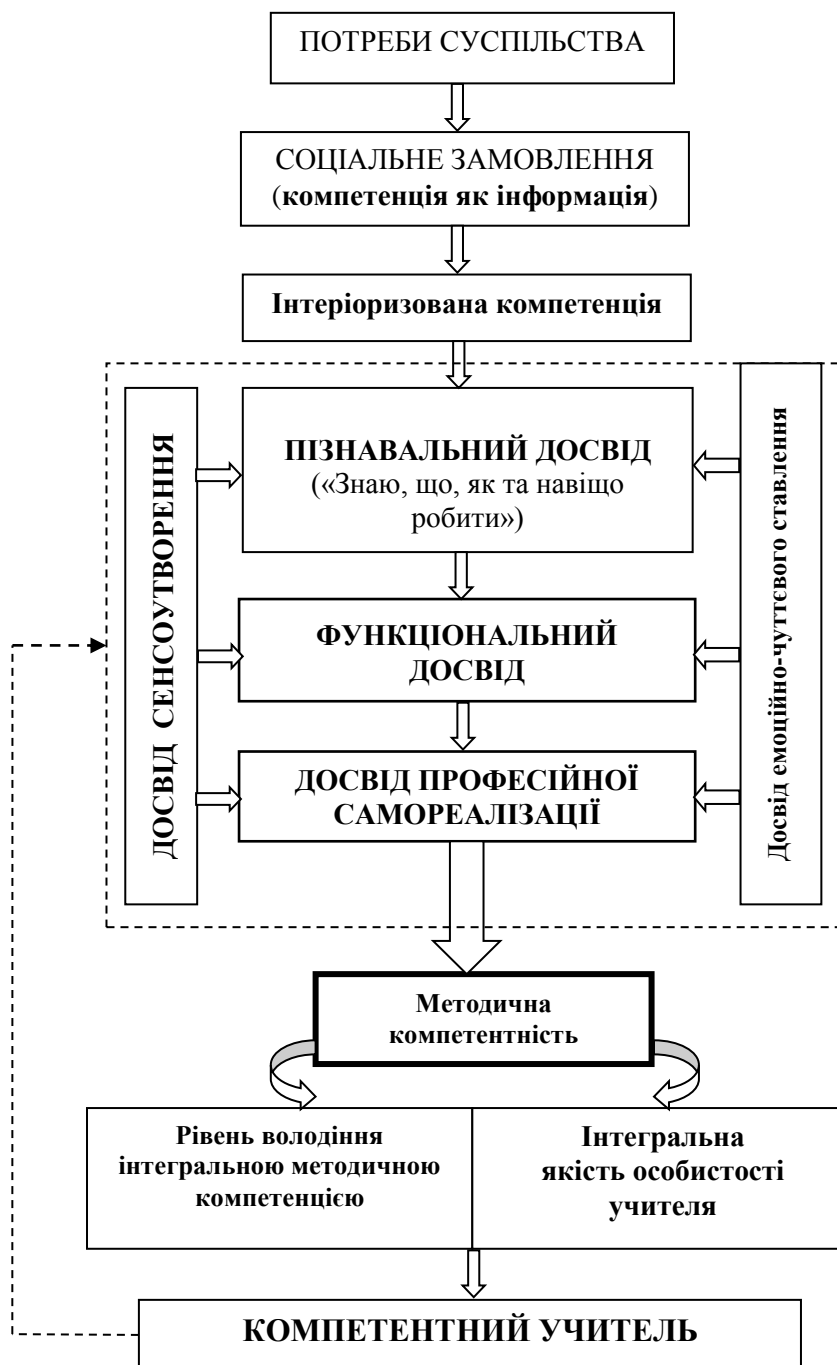 ПОТРЕБИ СУСПІЛЬСТВА
СОЦІАЛЬНЕ ЗАМОВЛЕННЯ
(компетенція як інформація)
Інтеріоризована компетенція
ДОСВІД СЕНСОУТВОРЕННЯ
ПІЗНАВАЛЬНИЙ ДОСВІД
(«Знаю, що, як та навіщо
робити»)
ФУНКЦІОНАЛЬНИЙ
ДОСВІД
ДОСВІД ПРОФЕСІЙНОЇ
САМОРЕАЛІЗАЦІЇ
Досвід емоційно-чуттєвого ставлення
Методична
компетентність
Рівень володіння
інтегральною методичною
компетенцією
Інтегральна
якість особистості
учителя
КОМПЕТЕНТНИЙ УЧИТЕЛЬ